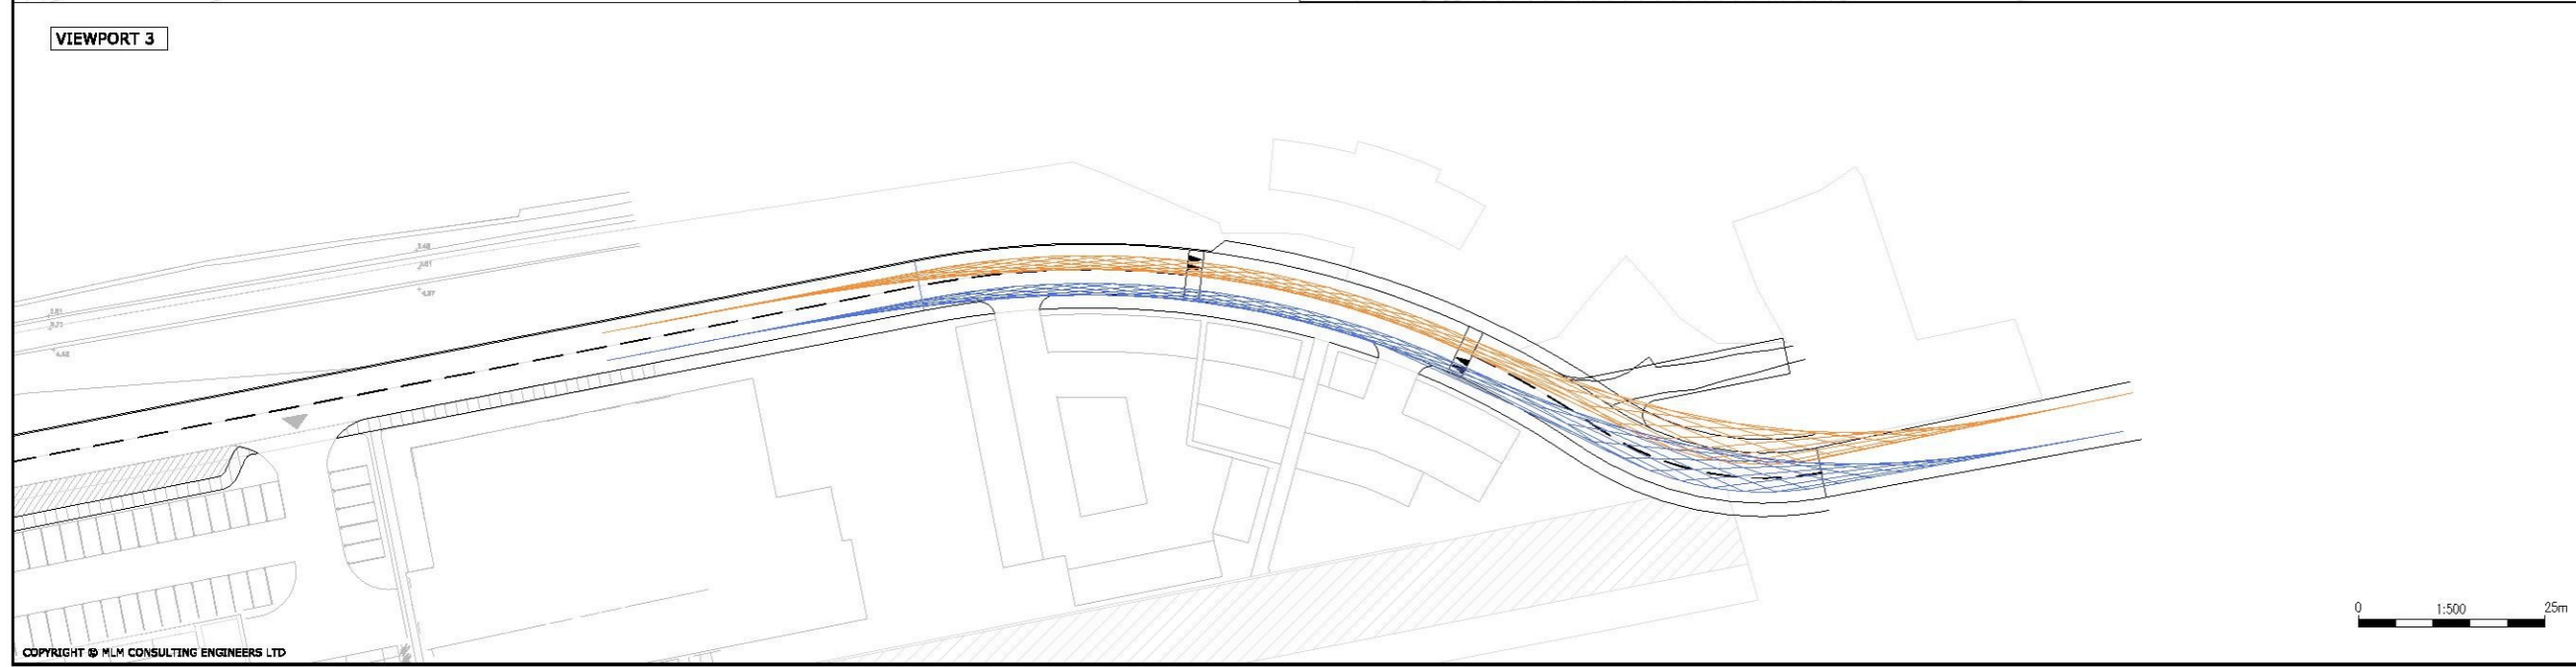 VIEWPORT 3
0 1:500 25m
COPYRIGHT © MLM CONSULTING ENGINEERS LTD